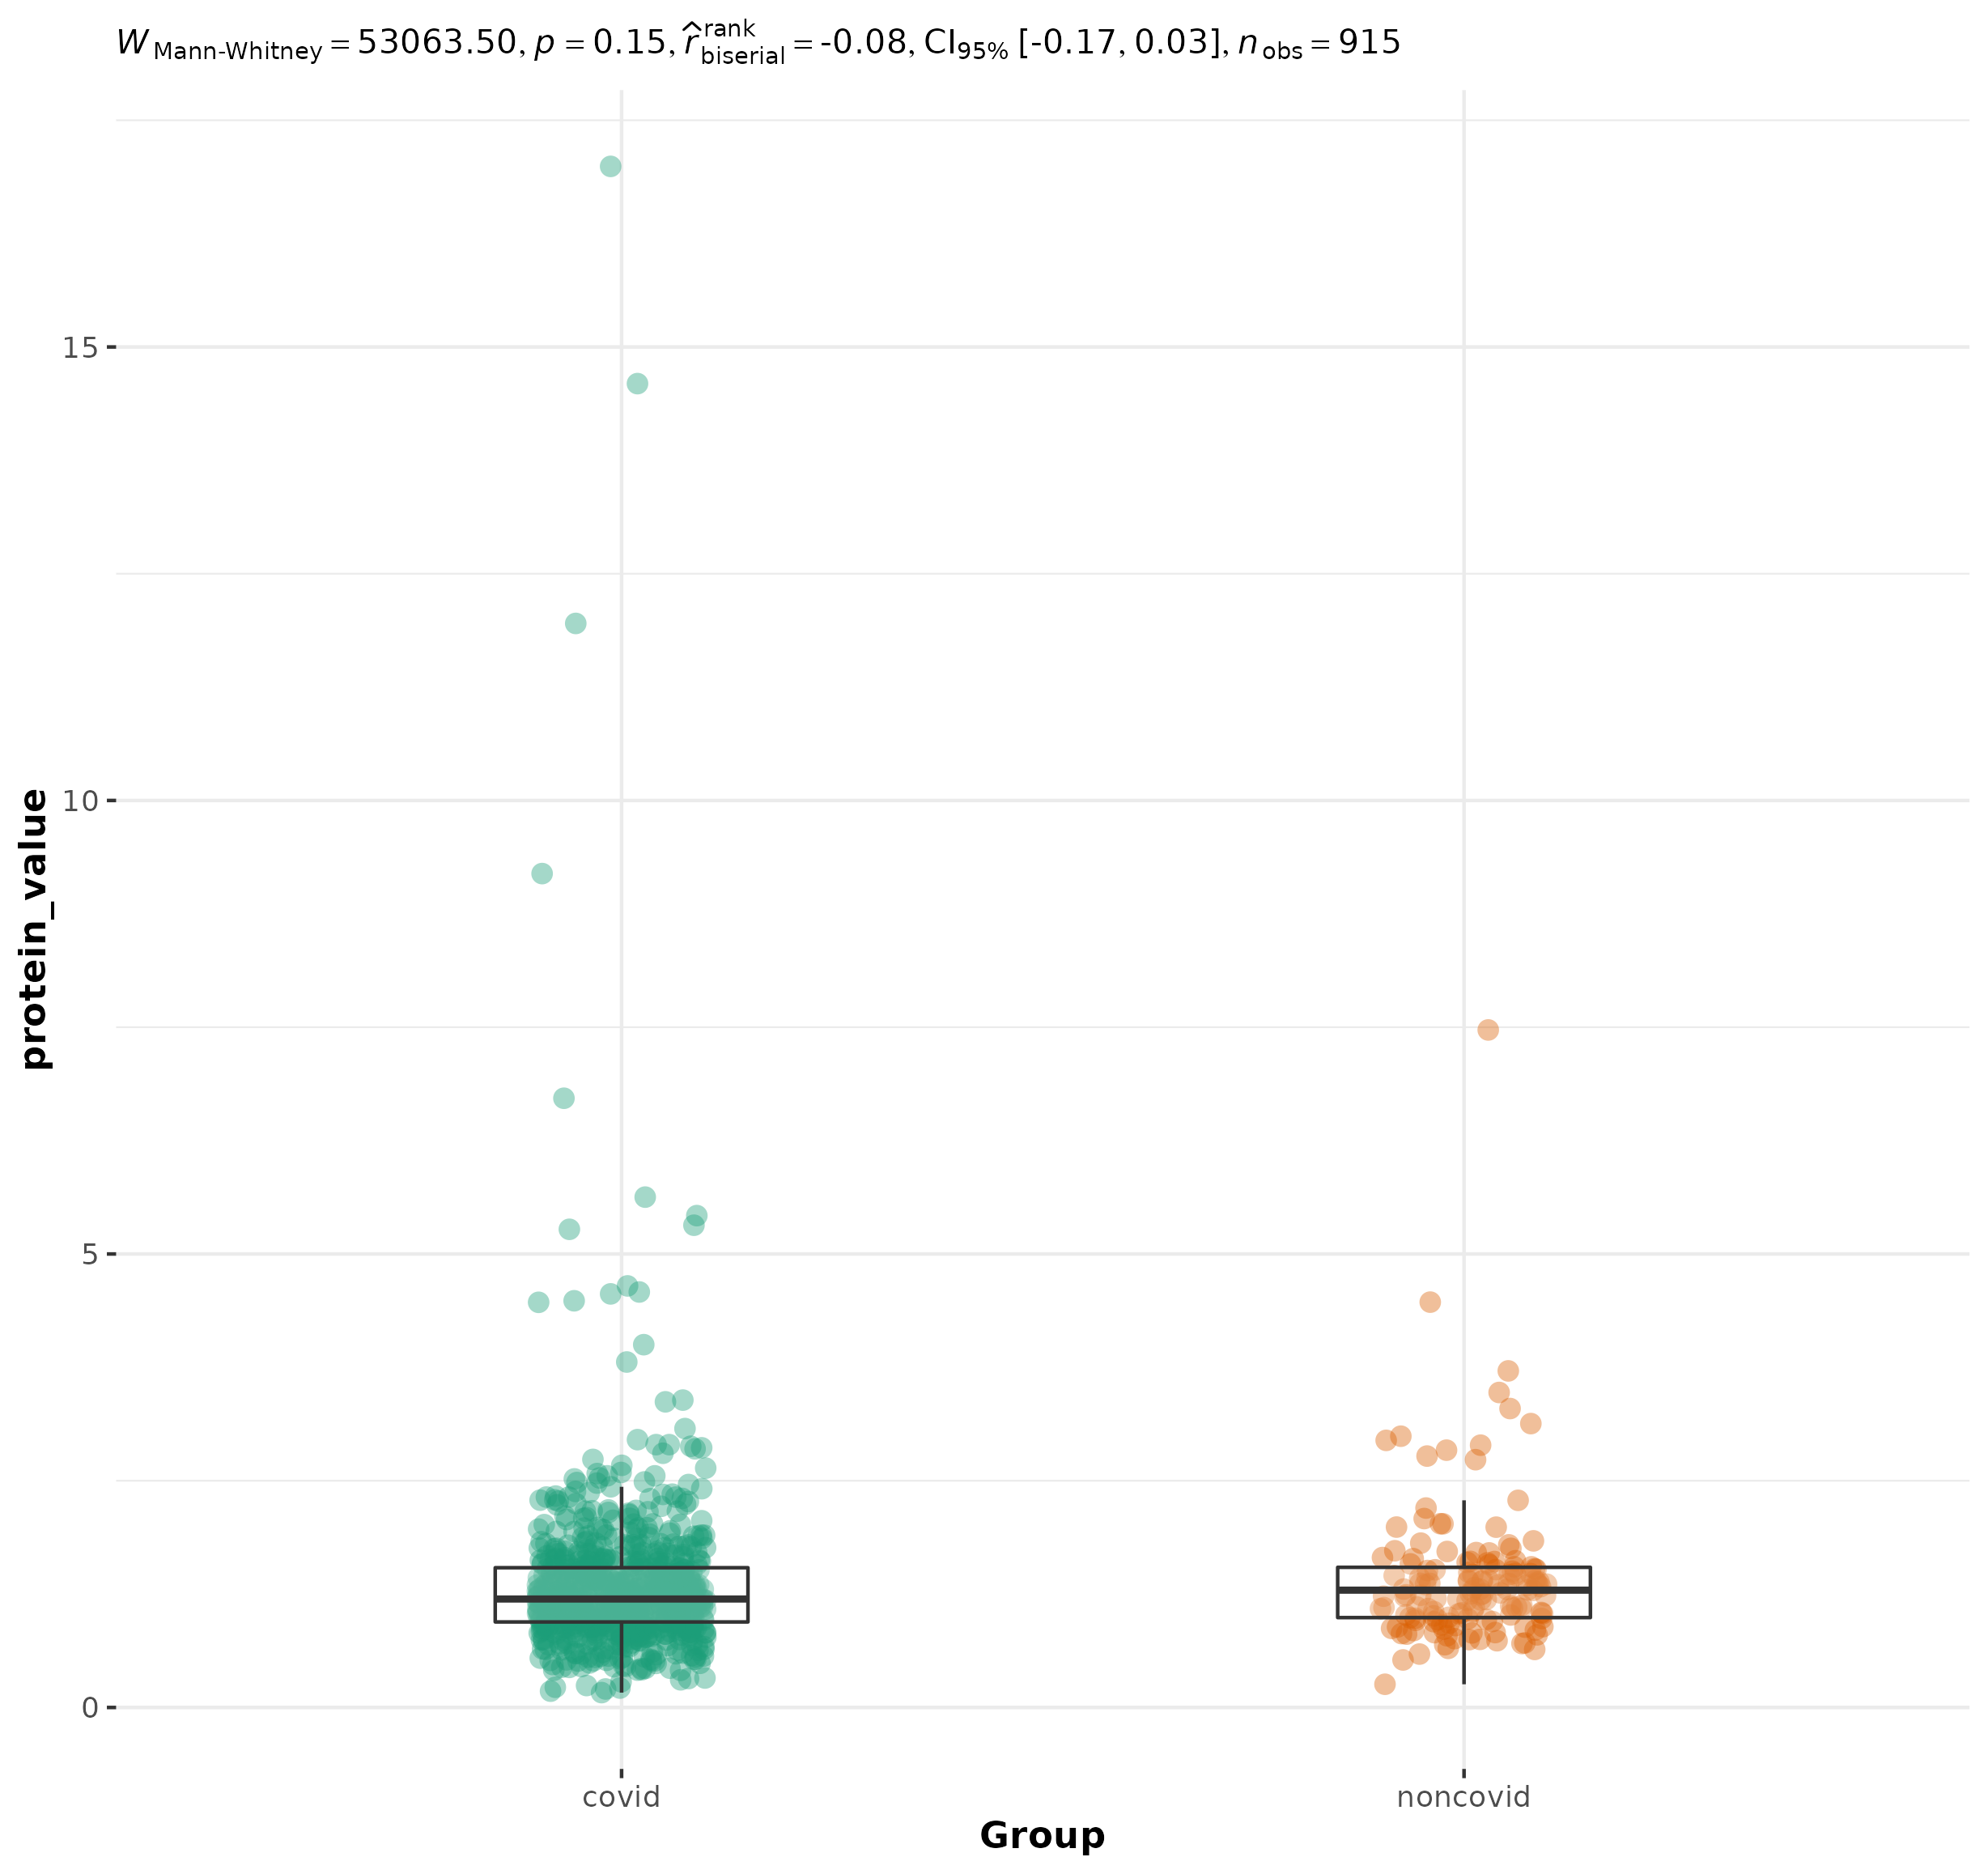 W Mann-Whitney = 53063.50, p = 0.15, r̂ rank biserial = -0.08, CI95% [-0.17, 0.03], n obs = 915
15
10
5
0
protein_value
covid noncovid
Group